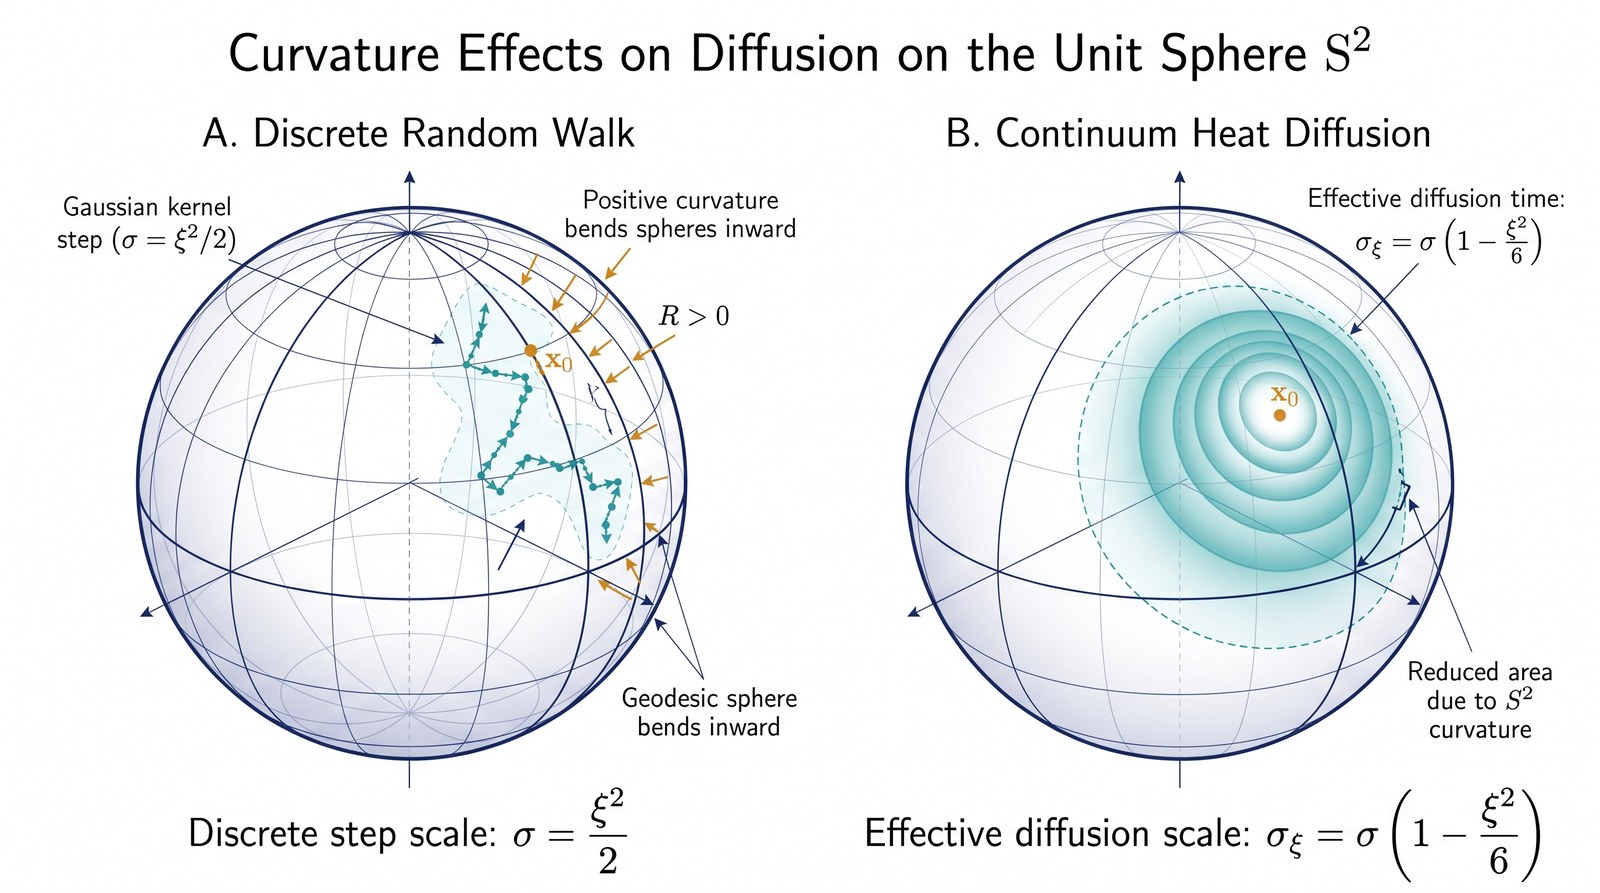 Curvature Effects on Diffusion on the Unit Sphere S²
A. Discrete Random Walk
Gaussian kernel
step (σ = ξ²/2)
Positive curvature
bends spheres inward
R > 0
x₀
Geodesic sphere
bends inward
Discrete step scale: σ = ξ²/2
B. Continuum Heat Diffusion
Effective diffusion time:
σ_ξ = σ (1 − ξ²/6)
x₀
Reduced area
due to S²
curvature
Effective diffusion scale: σ_ξ = σ (1 − ξ²/6)